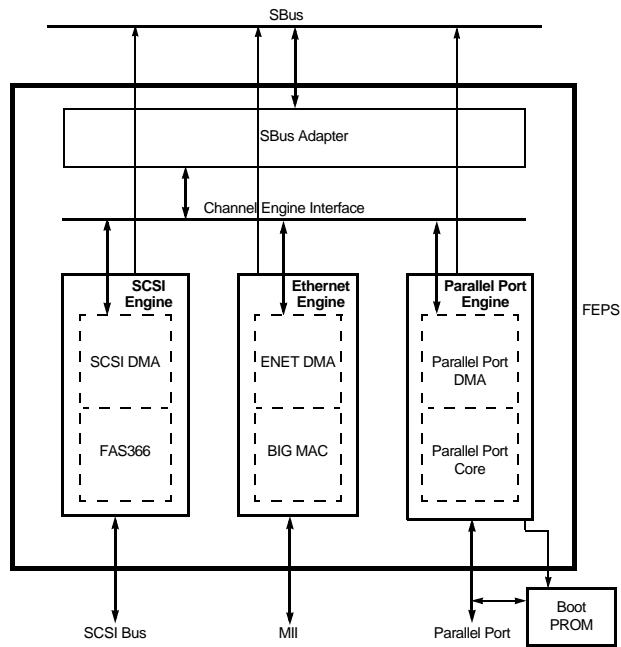 SBus
SBus Adapter
Channel Engine Interface
SCSI
Engine
Ethernet
Engine
Parallel Port
Engine
FEPS
SCSI DMA
ENET DMA
Parallel Port
DMA
FAS366
BIG MAC
Parallel Port
Core
SCSI Bus
MII
Parallel Port
Boot
PROM